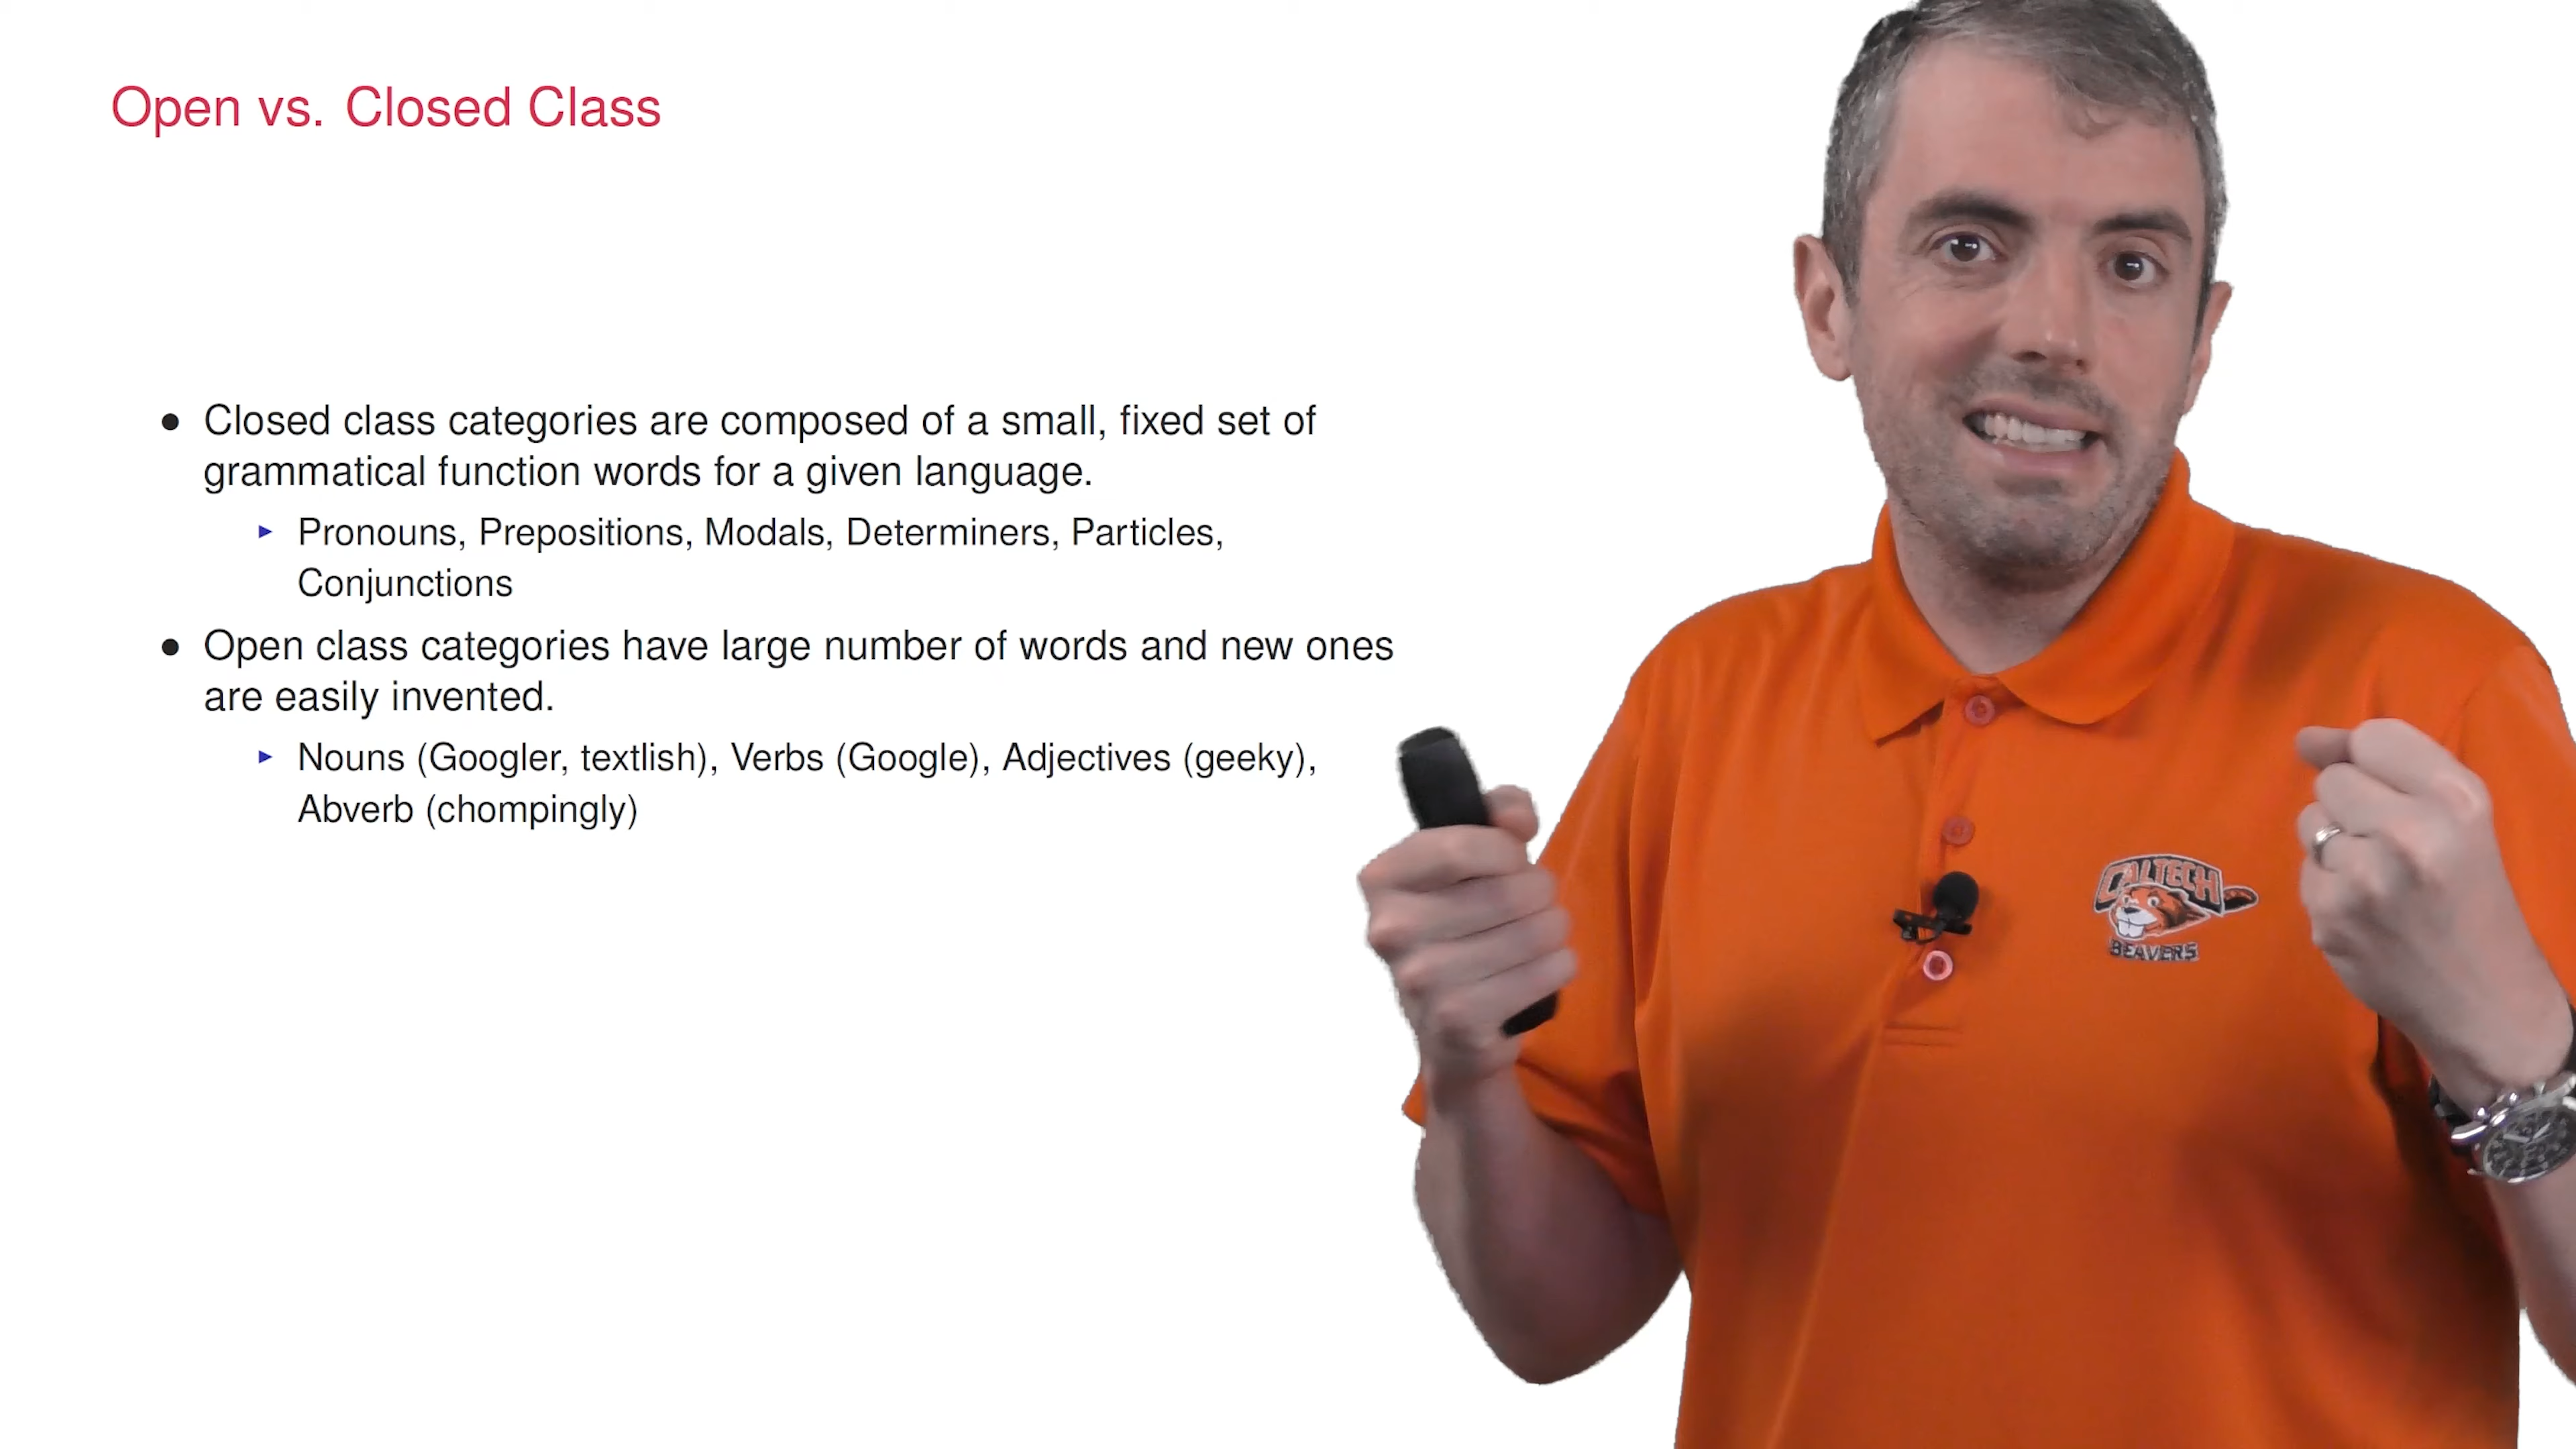 Open vs. Closed Class
• Closed class categories are composed of a small, fixed set of
grammatical function words for a given language.
▸ Pronouns, Prepositions, Modals, Determiners, Particles,
Conjunctions
• Open class categories have large number of words and new ones
are easily invented.
▸ Nouns (Googler, textlish), Verbs (Google), Adjectives (geeky),
Abverb (chompingly)
CALTECH
BEAVERS